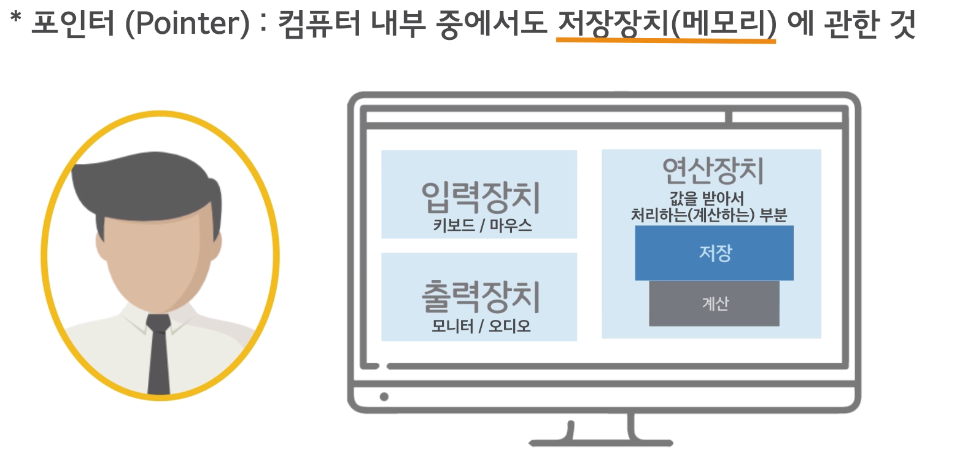 * 포인터 (Pointer) : 컴퓨터 내부 중에서도 저장장치(메모리) 에 관한 것
입력장치
키보드 / 마우스
출력장치
모니터 / 오디오
연산장치
값을 받아서
처리하는(계산하는) 부분
저장
계산